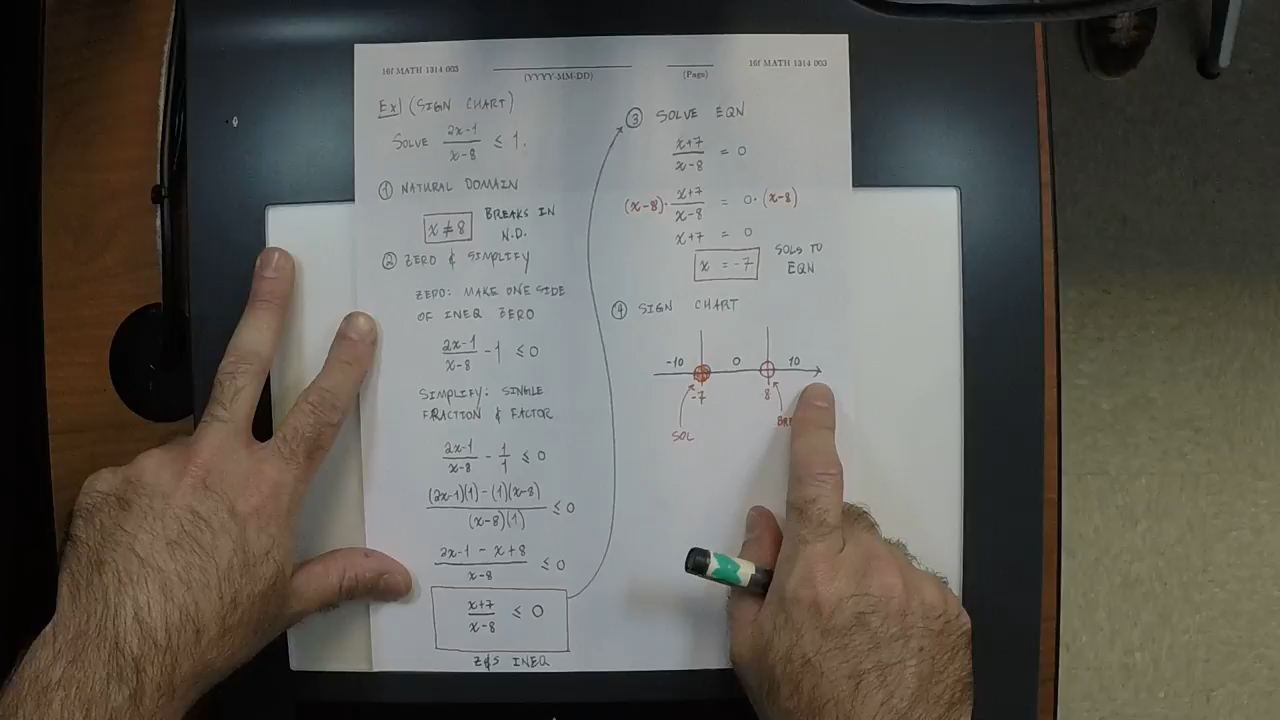 16f MATH 1314 003
(YYYY-MM-DD)
(Page)
16f MATH 1314 003
Ex) (SIGN CHART)
SOLVE (2x-1)/(x-8) ≤ 1.
① NATURAL DOMAIN
x ≠ 8 BREAKS IN
N.D.
② ZERO & SIMPLIFY
ZERO: MAKE ONE SIDE
OF INEQ ZERO
(2x-1)/(x-8) - 1 ≤ 0
SIMPLIFY: SINGLE
FRACTION & FACTOR
(2x-1)/(x-8) - 1/1 ≤ 0
((2x-1)(1) - (1)(x-8))/((x-8)(1)) ≤ 0
(2x-1 - x+8)/(x-8) ≤ 0
(x+7)/(x-8) ≤ 0
Z&S INEQ
③ SOLVE EQN
(x+7)/(x-8) = 0
(x-8)·(x+7)/(x-8) = 0·(x-8)
x+7 = 0
x = -7 SOLS TO
EQN
④ SIGN CHART
-10 0 10
-7 8
SOL